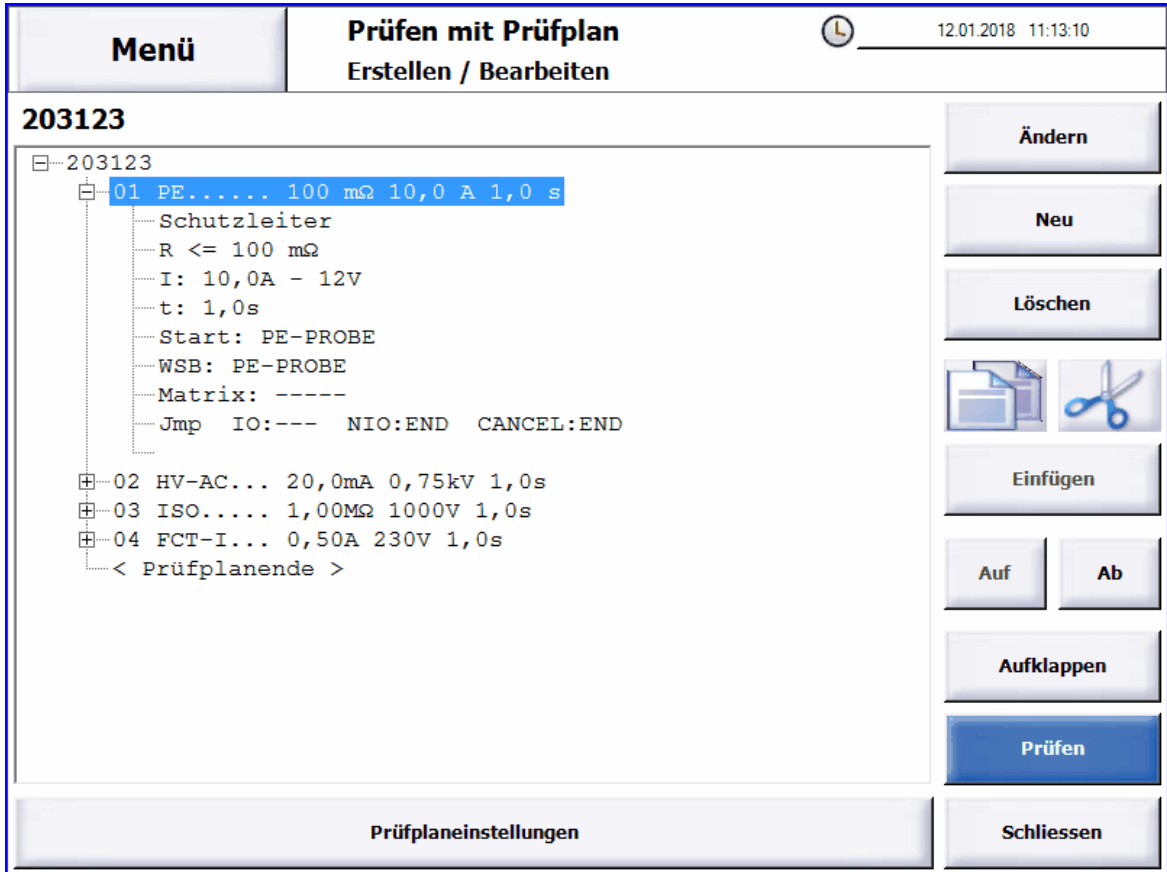 Menü
Prüfen mit Prüfplan
Erstellen / Bearbeiten
12.01.2018 11:13:10
203123
203123
01 PE...... 100 mΩ 10,0 A 1,0 s
Schutzleiter
R <= 100 mΩ
I: 10,0A - 12V
t: 1,0s
Start: PE-PROBE
WSB: PE-PROBE
Matrix: -----
Jmp IO:--- NIO:END CANCEL:END
02 HV-AC... 20,0mA 0,75kV 1,0s
03 ISO..... 1,00MΩ 1000V 1,0s
04 FCT-I... 0,50A 230V 1,0s
< Prüfplanende >
Ändern
Neu
Löschen
Einfügen
Auf Ab
Aufklappen
Prüfen
Prüfplaneinstellungen
Schliessen